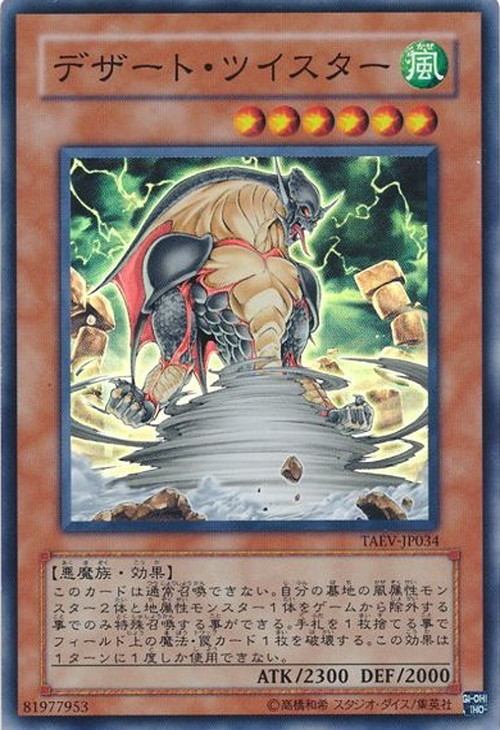 デザート・ツイスター
風
TAEV-JP034
【悪魔族・効果】
このカードは通常召喚できない。自分の墓地の風属性モン
スター2体と地属性モンスター1体をゲームから除外する
事でのみ特殊召喚する事ができる。手札を1枚捨てる事で
フィールド上の魔法・罠カード1枚を破壊する。この効果は
1ターンに1度しか使用できない。
ATK/2300 DEF/2000
81977953
©高橋和希 スタジオ・ダイス/集英社